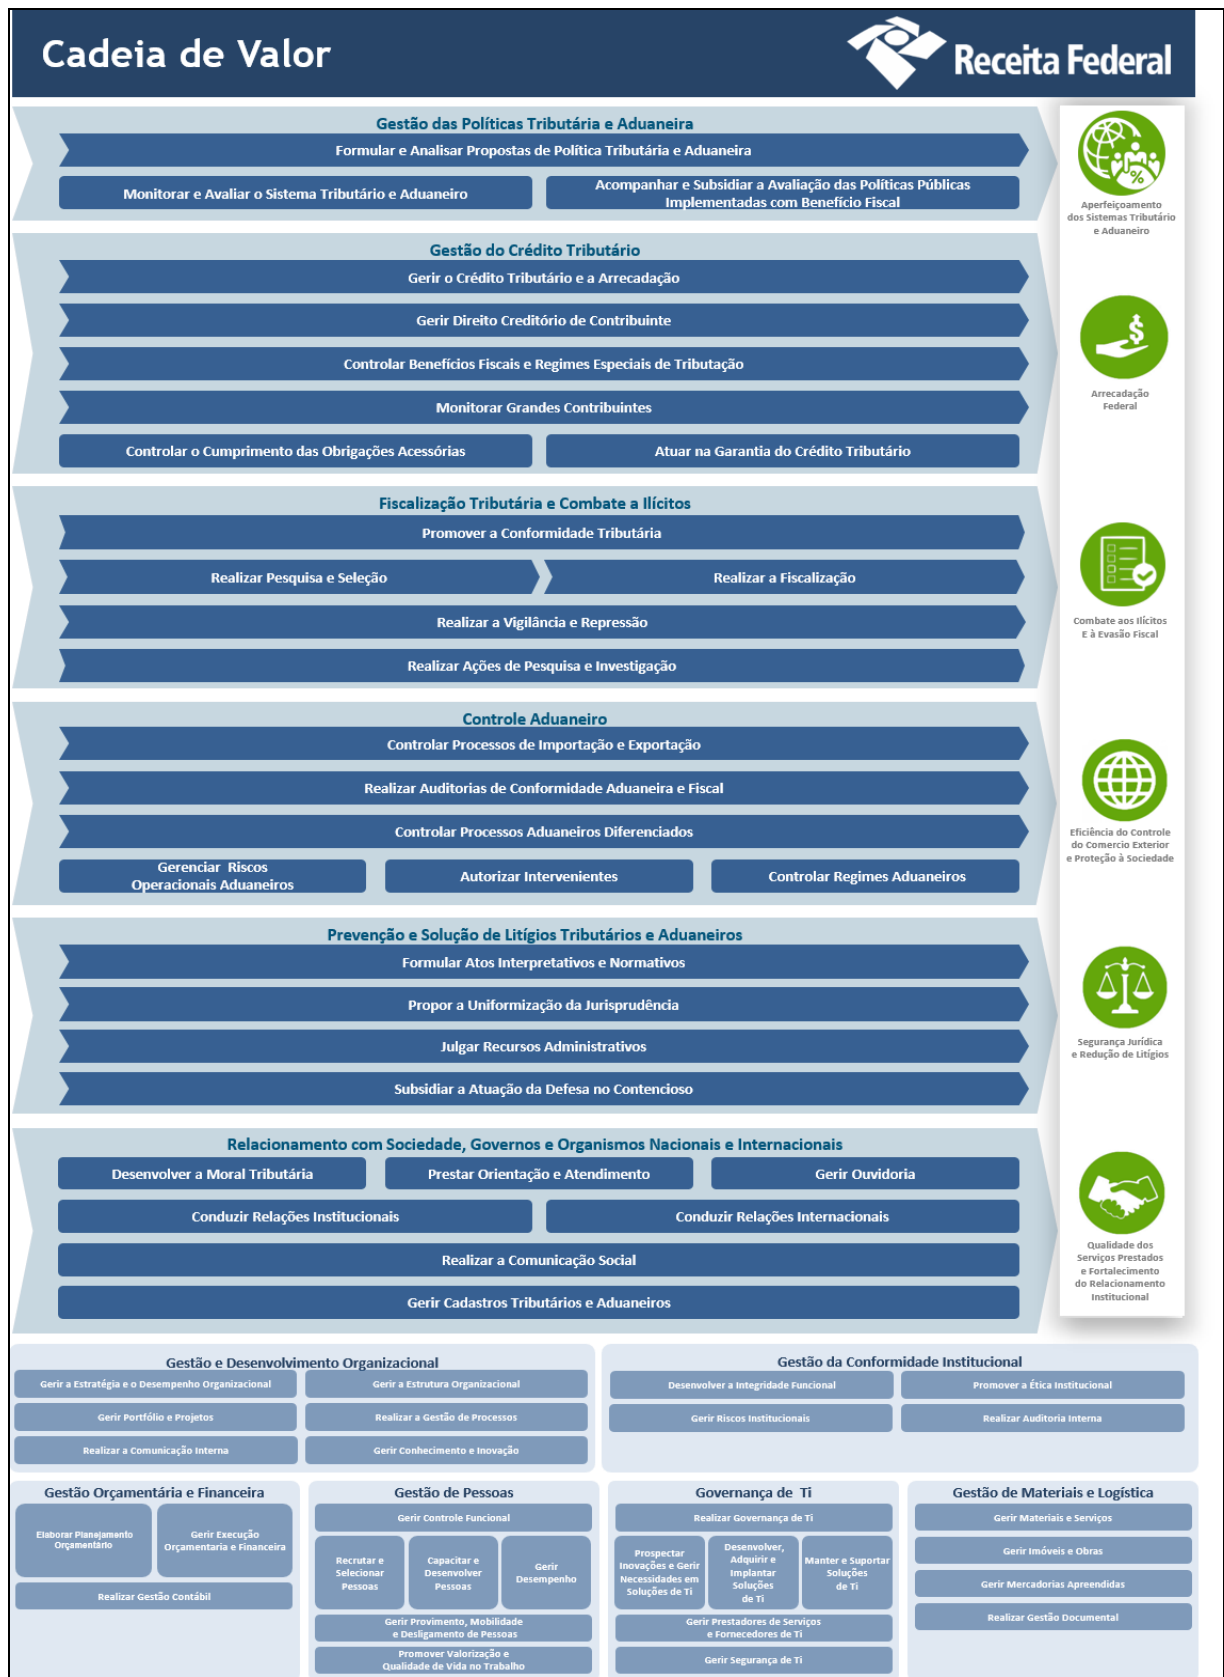 Cadeia de Valor
Receita Federal
Gestão das Políticas Tributária e Aduaneira
Formular e Analisar Propostas de Política Tributária e Aduaneira
Monitorar e Avaliar o Sistema Tributário e Aduaneiro
Acompanhar e Subsidiar a Avaliação das Políticas Públicas
Implementadas com Benefício Fiscal
Aperfeiçoamento
dos Sistemas Tributário
e Aduaneiro
Gestão do Crédito Tributário
Gerir o Crédito Tributário e a Arrecadação
Gerir Direito Creditório de Contribuinte
Controlar Benefícios Fiscais e Regimes Especiais de Tributação
Monitorar Grandes Contribuintes
Controlar o Cumprimento das Obrigações Acessórias
Atuar na Garantia do Crédito Tributário
Arrecadação
Federal
Fiscalização Tributária e Combate a Ilícitos
Promover a Conformidade Tributária
Realizar Pesquisa e Seleção
Realizar a Fiscalização
Realizar a Vigilância e Repressão
Realizar Ações de Pesquisa e Investigação
Combate aos Ilícitos
E à Evasão Fiscal
Controle Aduaneiro
Controlar Processos de Importação e Exportação
Realizar Auditorias de Conformidade Aduaneira e Fiscal
Controlar Processos Aduaneiros Diferenciados
Gerenciar Riscos
Operacionais Aduaneiros
Autorizar Intervenientes
Controlar Regimes Aduaneiros
Eficiência do Controle
do Comercio Exterior
e Proteção à Sociedade
Prevenção e Solução de Litígios Tributários e Aduaneiros
Formular Atos Interpretativos e Normativos
Propor a Uniformização da Jurisprudência
Julgar Recursos Administrativos
Subsidiar a Atuação da Defesa no Contencioso
Segurança Jurídica
e Redução de Litígios
Relacionamento com Sociedade, Governos e Organismos Nacionais e Internacionais
Desenvolver a Moral Tributária
Prestar Orientação e Atendimento
Gerir Ouvidoria
Conduzir Relações Institucionais
Conduzir Relações Internacionais
Realizar a Comunicação Social
Gerir Cadastros Tributários e Aduaneiros
Qualidade dos
Serviços Prestados
e Fortalecimento
do Relacionamento
Institucional
Gestão e Desenvolvimento Organizacional
Gerir a Estratégia e o Desempenho Organizacional
Gerir a Estrutura Organizacional
Gerir Portfólio e Projetos
Realizar a Gestão de Processos
Realizar a Comunicação Interna
Gerir Conhecimento e Inovação
Gestão da Conformidade Institucional
Desenvolver a Integridade Funcional
Promover a Ética Institucional
Gerir Riscos Institucionais
Realizar Auditoria Interna
Gestão Orçamentária e Financeira
Elaborar Planejamento
Orçamentário
Gerir Execução
Orçamentaria e Financeira
Realizar Gestão Contábil
Gestão de Pessoas
Gerir Controle Funcional
Recrutar e
Selecionar
Pessoas
Capacitar e
Desenvolver
Pessoas
Gerir
Desempenho
Gerir Provimento, Mobilidade
e Desligamento de Pessoas
Promover Valorização e
Qualidade de Vida no Trabalho
Governança de Ti
Realizar Governança de Ti
Prospectar
Inovações e Gerir
Necessidades em
Soluções de Ti
Desenvolver,
Adquirir e
Implantar
Soluções
de Ti
Manter e Suportar
Soluções
de Ti
Gerir Prestadores de Serviços
e Fornecedores de Ti
Gerir Segurança de Ti
Gestão de Materiais e Logística
Gerir Materiais e Serviços
Gerir Imóveis e Obras
Gerir Mercadorias Apreendidas
Realizar Gestão Documental